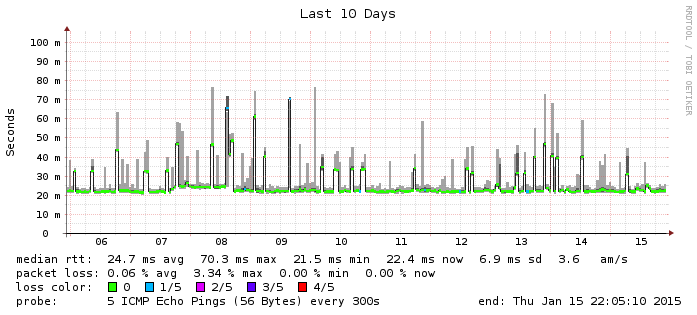 Last 10 Days
RRDTOOL / TOBI OETIKER
Seconds
100 m
90 m
80 m
70 m
60 m
50 m
40 m
30 m
20 m
10 m
0
06 07 08 09 10 11 12 13 14 15
median rtt: 24.7 ms avg 70.3 ms max 21.5 ms min 22.4 ms now 6.9 ms sd 3.6 am/s
packet loss: 0.06 % avg 3.34 % max 0.00 % min 0.00 % now
loss color: 0 1/5 2/5 3/5 4/5
probe: 5 ICMP Echo Pings (56 Bytes) every 300s end: Thu Jan 15 22:05:10 2015